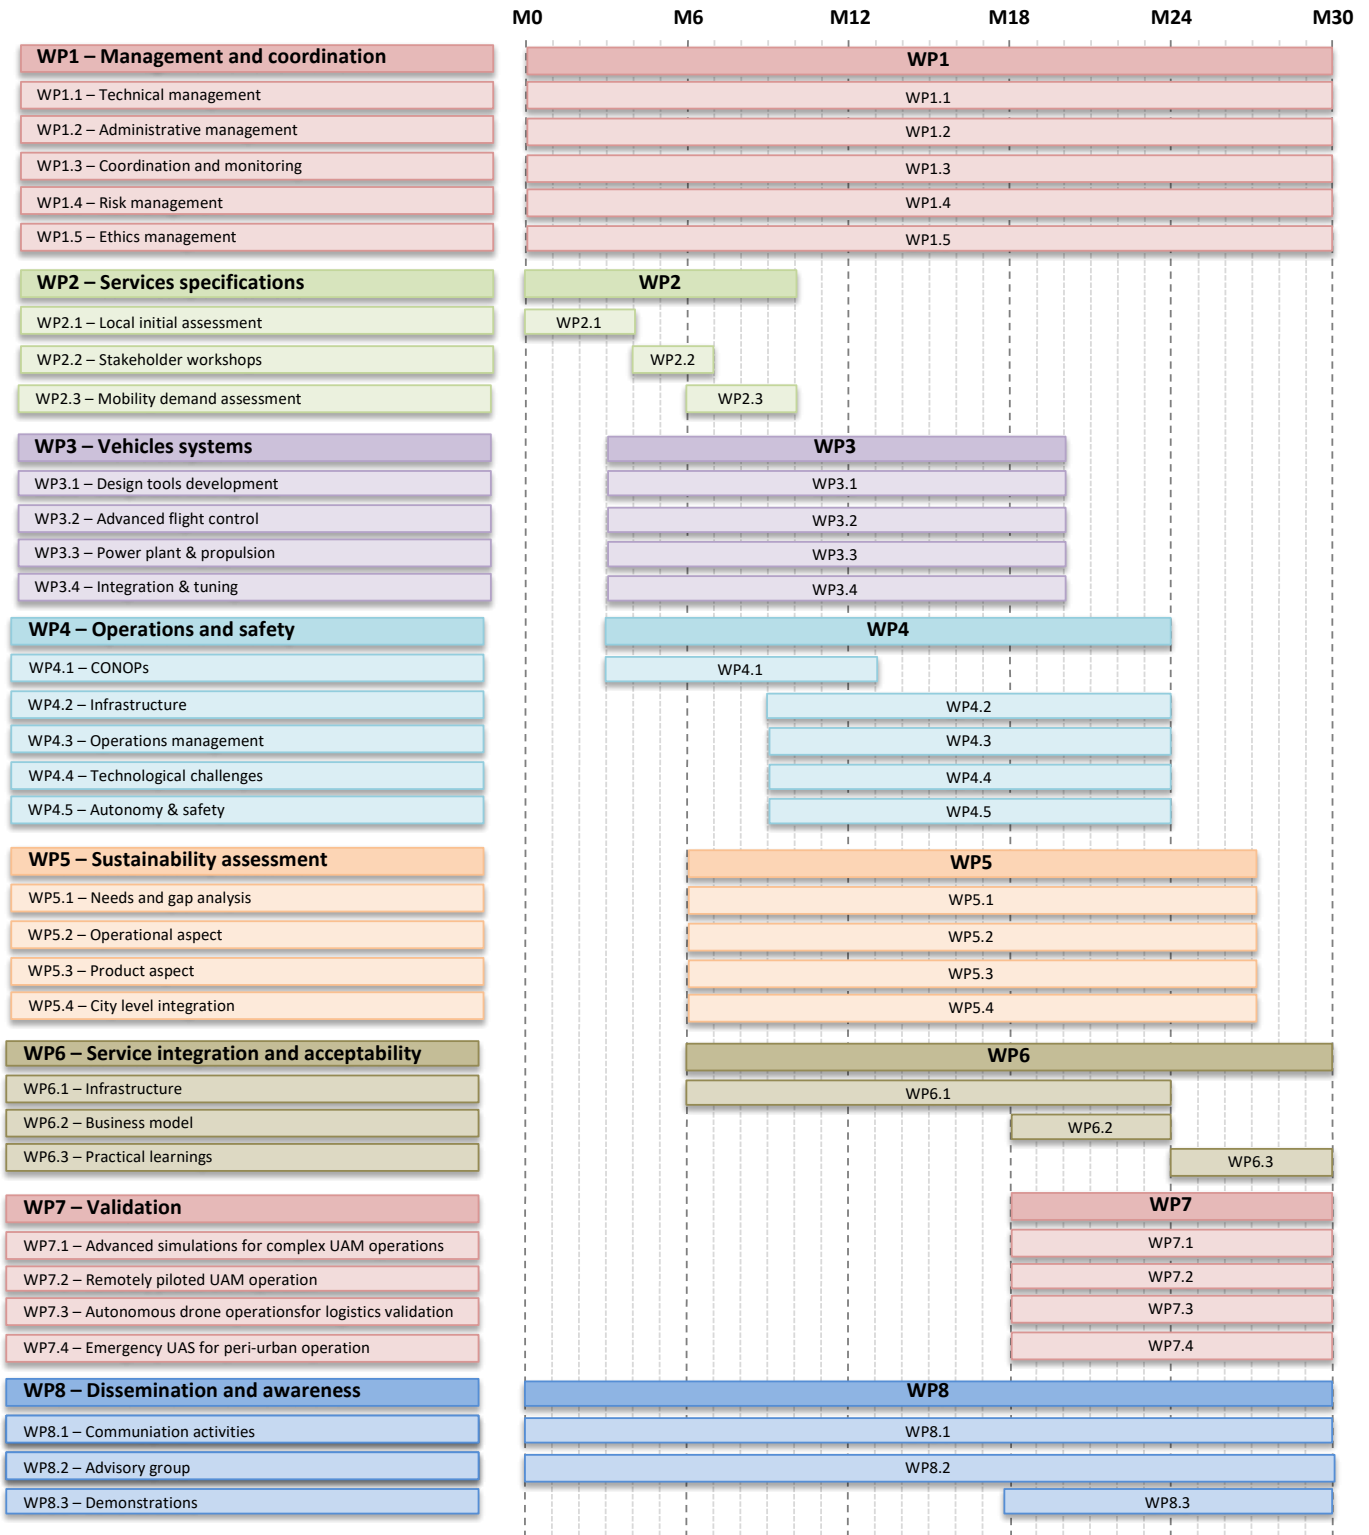 M0 M6 M12 M18 M24 M30
WP1 – Management and coordination WP1
WP1.1 – Technical management WP1.1
WP1.2 – Administrative management WP1.2
WP1.3 – Coordination and monitoring WP1.3
WP1.4 – Risk management WP1.4
WP1.5 – Ethics management WP1.5
WP2 – Services specifications WP2
WP2.1 – Local initial assessment WP2.1
WP2.2 – Stakeholder workshops WP2.2
WP2.3 – Mobility demand assessment WP2.3
WP3 – Vehicles systems WP3
WP3.1 – Design tools development WP3.1
WP3.2 – Advanced flight control WP3.2
WP3.3 – Power plant & propulsion WP3.3
WP3.4 – Integration & tuning WP3.4
WP4 – Operations and safety WP4
WP4.1 – CONOPs WP4.1
WP4.2 – Infrastructure WP4.2
WP4.3 – Operations management WP4.3
WP4.4 – Technological challenges WP4.4
WP4.5 – Autonomy & safety WP4.5
WP5 – Sustainability assessment WP5
WP5.1 – Needs and gap analysis WP5.1
WP5.2 – Operational aspect WP5.2
WP5.3 – Product aspect WP5.3
WP5.4 – City level integration WP5.4
WP6 – Service integration and acceptability WP6
WP6.1 – Infrastructure WP6.1
WP6.2 – Business model WP6.2
WP6.3 – Practical learnings WP6.3
WP7 – Validation WP7
WP7.1 – Advanced simulations for complex UAM operations WP7.1
WP7.2 – Remotely piloted UAM operation WP7.2
WP7.3 – Autonomous drone operationsfor logistics validation WP7.3
WP7.4 – Emergency UAS for peri-urban operation WP7.4
WP8 – Dissemination and awareness WP8
WP8.1 – Communiation activities WP8.1
WP8.2 – Advisory group WP8.2
WP8.3 – Demonstrations WP8.3